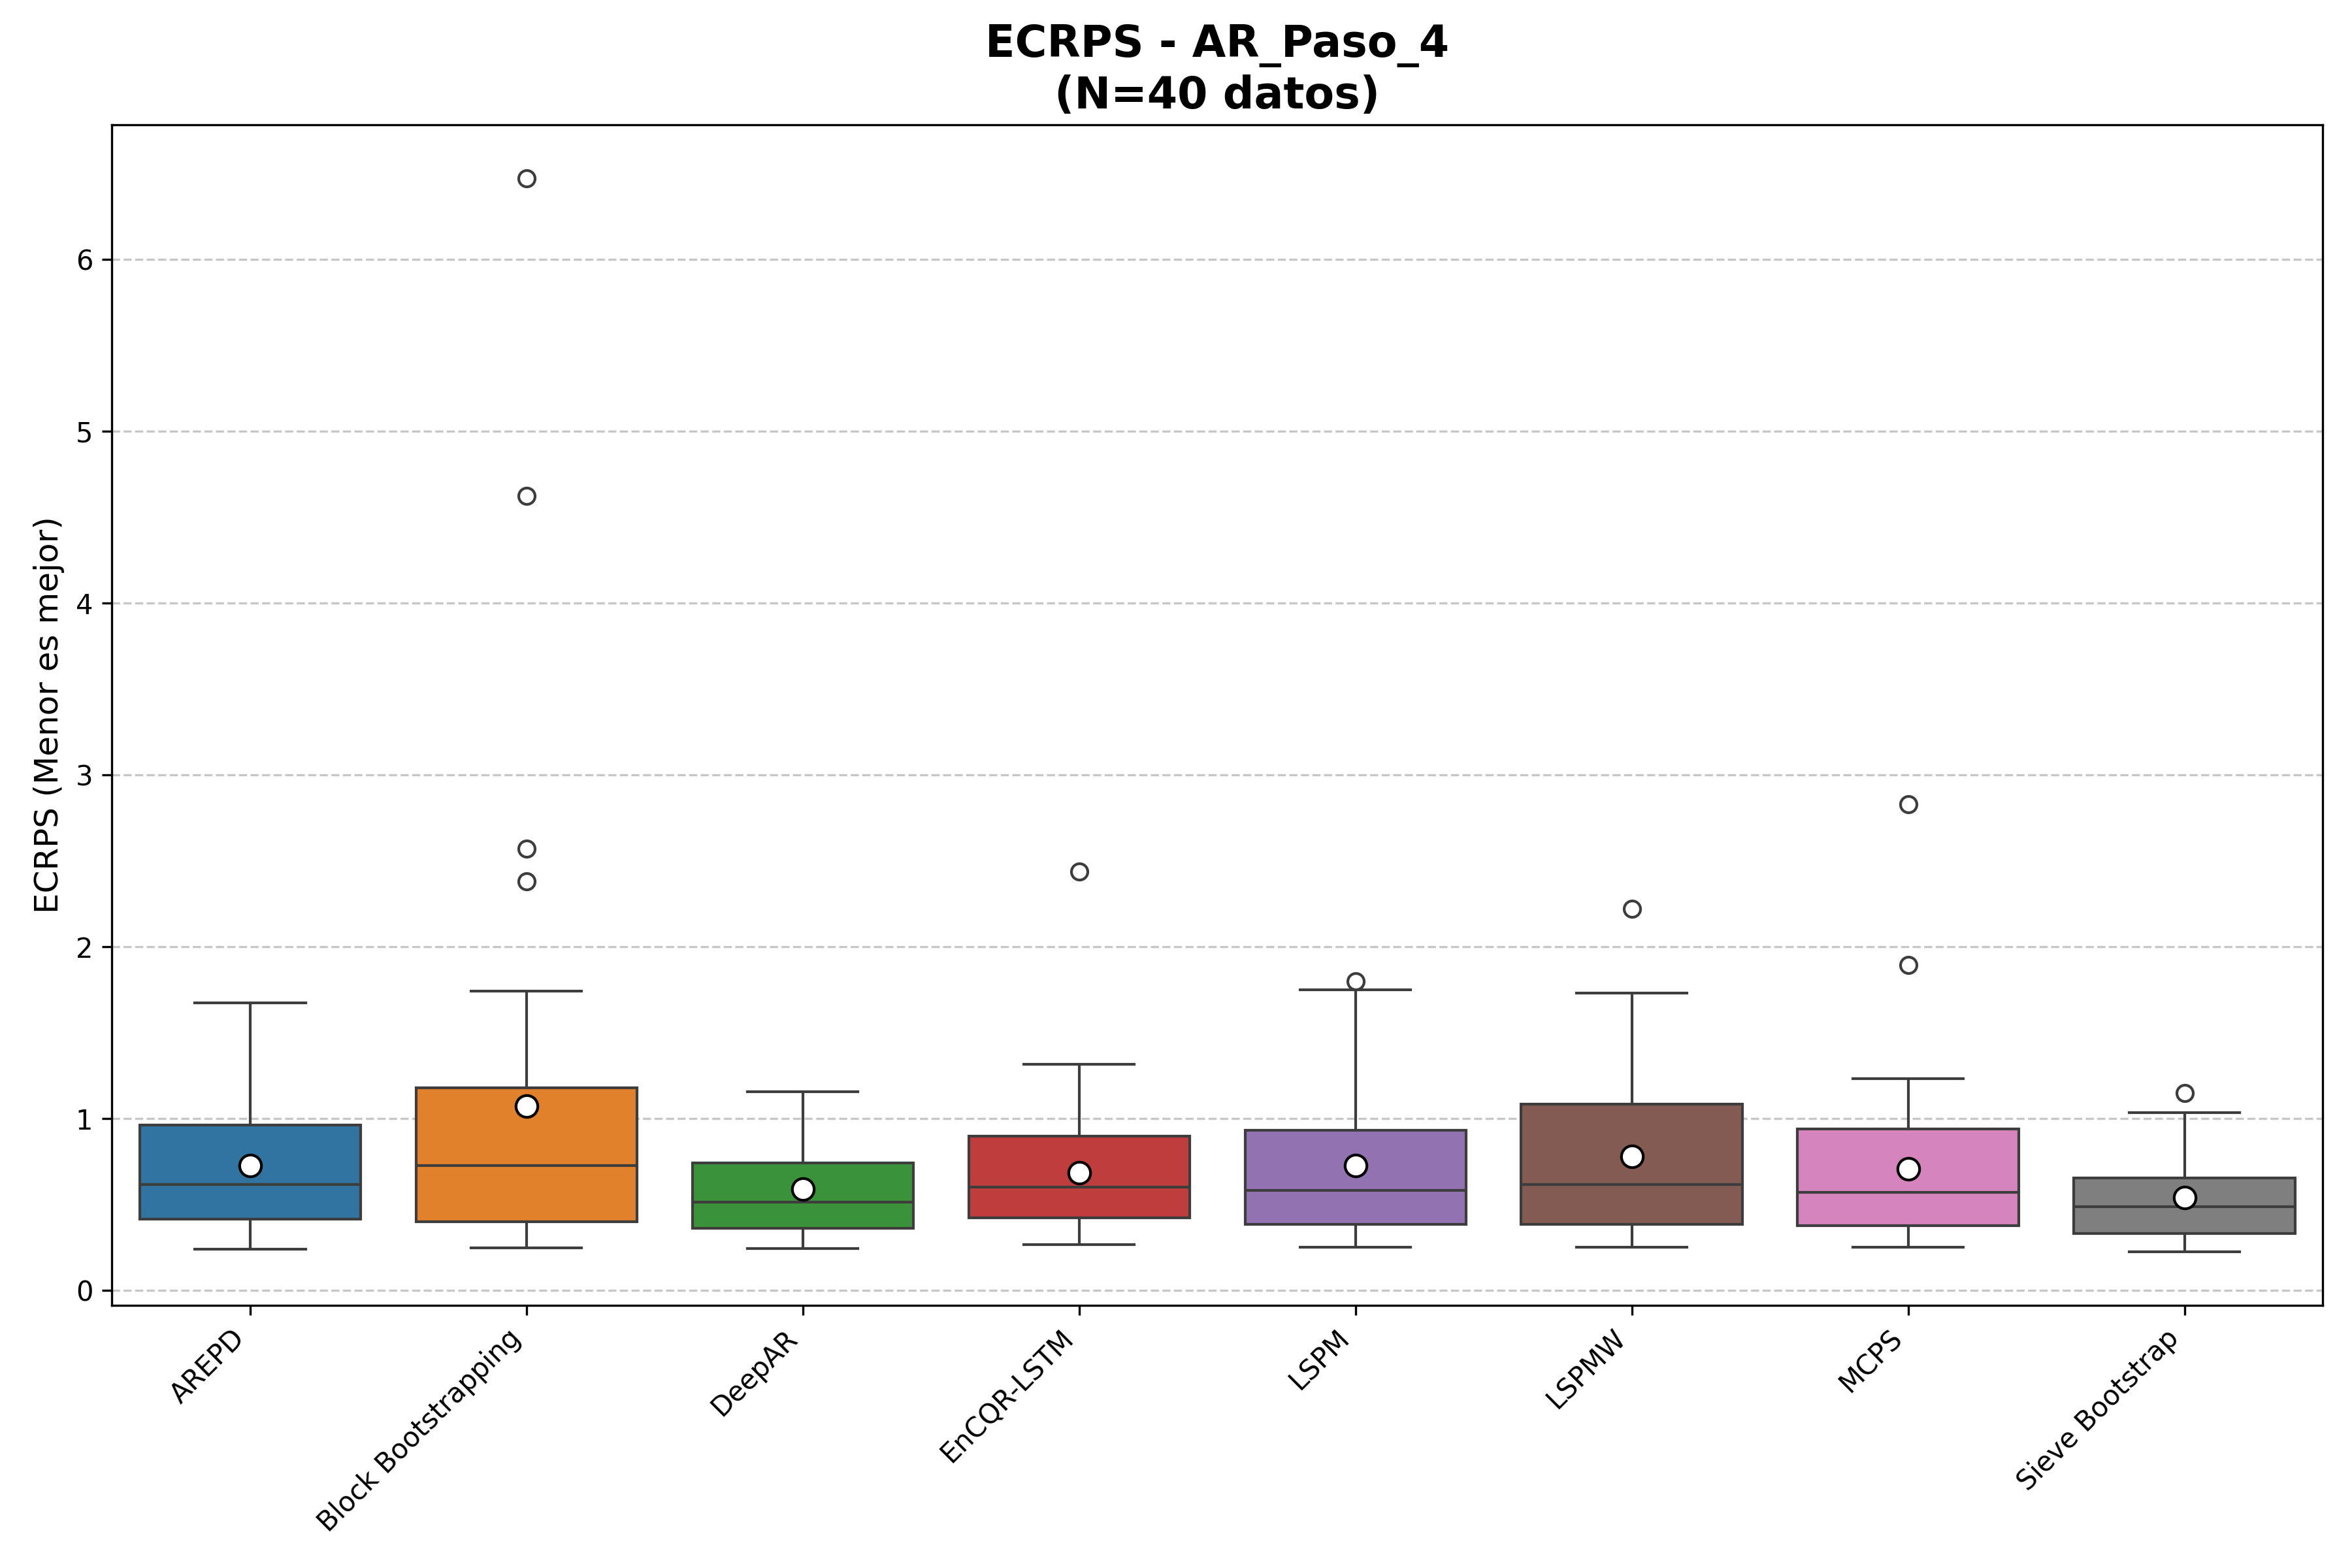 ECRPS - AR_Paso_4
(N=40 datos)
ECRPS (Menor es mejor)
6
5
4
3
2
1
0
AREPD
Block Bootstrapping
DeepAR
EnCQR-LSTM
LSPM
LSPMW
MCPS
Sieve Bootstrap